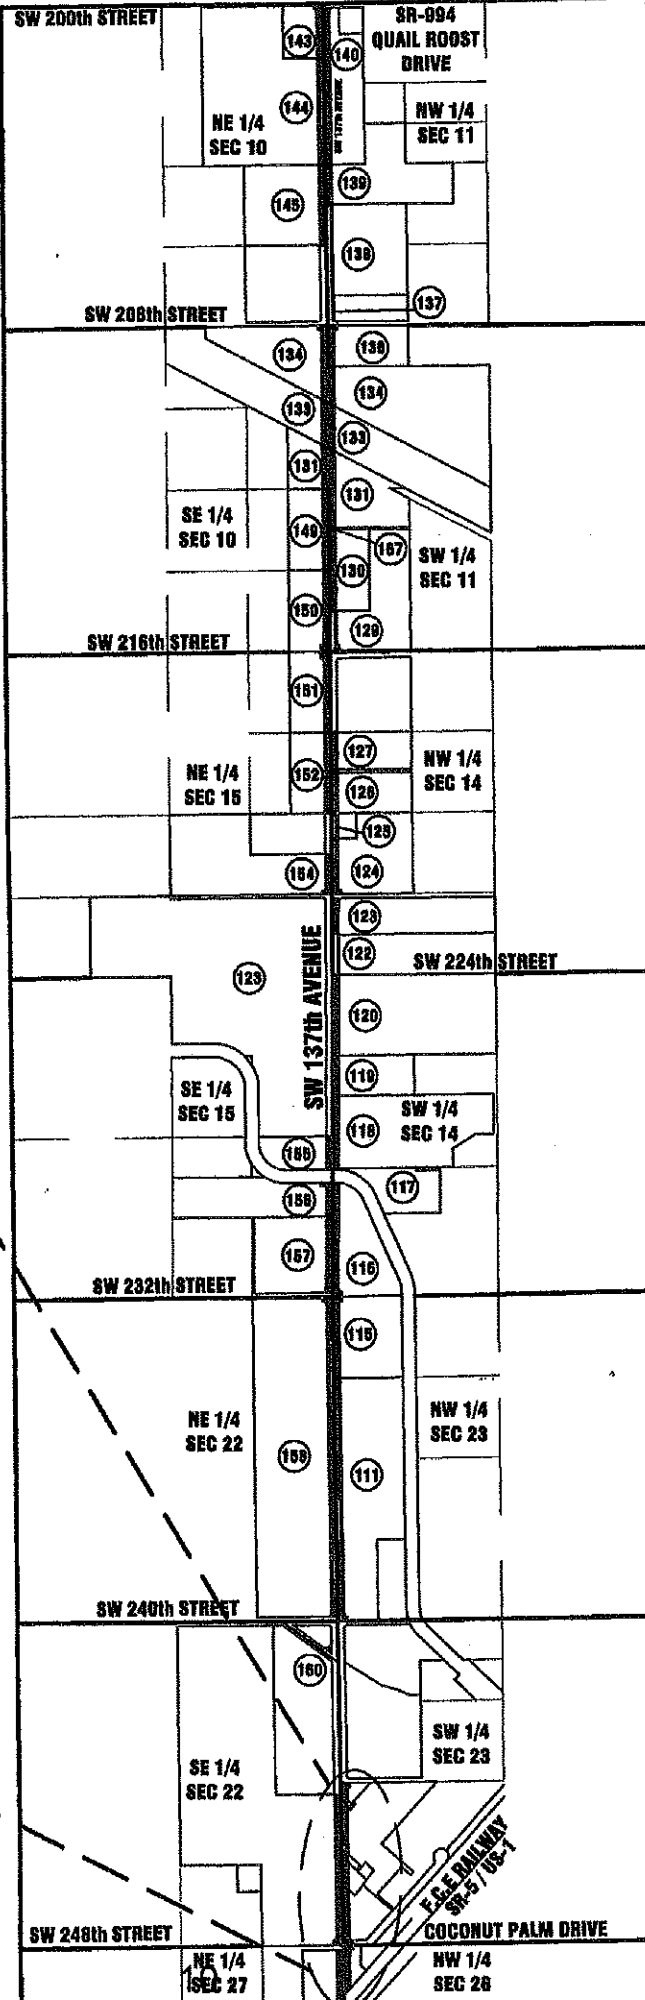 SW 200th STREET
SR-994
QUAIL ROOST
DRIVE
143
140
SW 137th AVENUE
144
NE 1/4
SEC 10
NW 1/4
SEC 11
139
145
138
137
SW 208th STREET
134
136
134
133
133
131
131
SE 1/4
SEC 10
149
167
SW 1/4
SEC 11
130
150
129
SW 216th STREET
151
127
NW 1/4
SEC 14
NE 1/4
SEC 15
152
126
125
154
124
123
122
SW 224th STREET
123
SW 137th AVENUE
120
119
SE 1/4
SEC 15
SW 1/4
SEC 14
118
155
117
156
157
116
SW 232th STREET
115
NE 1/4
SEC 22
NW 1/4
SEC 23
158
111
SW 240th STREET
160
SW 1/4
SEC 23
SE 1/4
SEC 22
F.C.E RAILWAY
SR-5 / US-1
SW 248th STREET
COCONUT PALM DRIVE
NE 1/4
SEC 27
NW 1/4
SEC 26